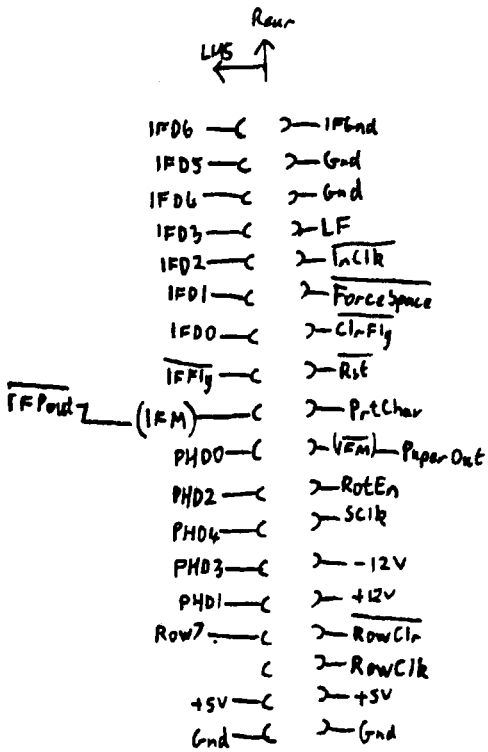 Rear
LHS
IFD6 IFGnd
IFD5 Gnd
IFD4 Gnd
IFD3 LF
IFD2 InClk
IFD1 ForceSpace
IFD0 ClrFlg
IFFlg Rst
IFPout (IFM) PrtChar
PHD0 (IFM) PaperOut
PHD2 RotEn
PHD4 SClk
PHD3 -12V
PHD1 +12V
Row7 RowClr
RowClk
+5V +5V
Gnd Gnd